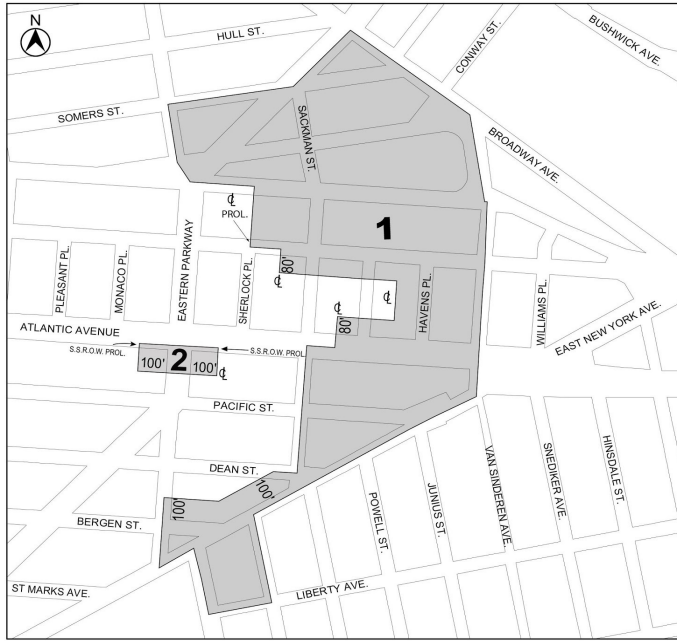 N
HULL ST.
BUSHWICK AVE.
CONWAY ST.
SOMERS ST.
SACKMAN ST.
BROADWAY AVE.
℄
PROL.
1
EASTERN PARKWAY
PLEASANT PL.
MONACO PL.
SHERLOCK PL.
80'
℄
℄
80'
℄
HAVENS PL.
WILLIAMS PL.
EAST NEW YORK AVE.
ATLANTIC AVENUE
S.S.R.O.W. PROL.
S.S.R.O.W. PROL.
100' 2 100'
℄
PACIFIC ST.
DEAN ST.
100'
100'
BERGEN ST.
POWELL ST.
JUNIUS ST.
VAN SINDEREN AVE.
SNEDIKER AVE.
HINSDALE ST.
ST MARKS AVE.
LIBERTY AVE.